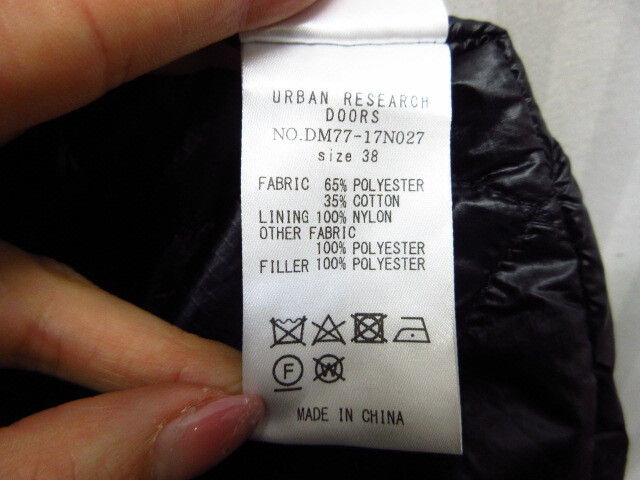 URBAN RESEARCH
DOORS
NO.DM77-17N027
size 38
FABRIC 65% POLYESTER
35% COTTON
LINING 100% NYLON
OTHER FABRIC
100% POLYESTER
FILLER 100% POLYESTER
F W
MADE IN CHINA